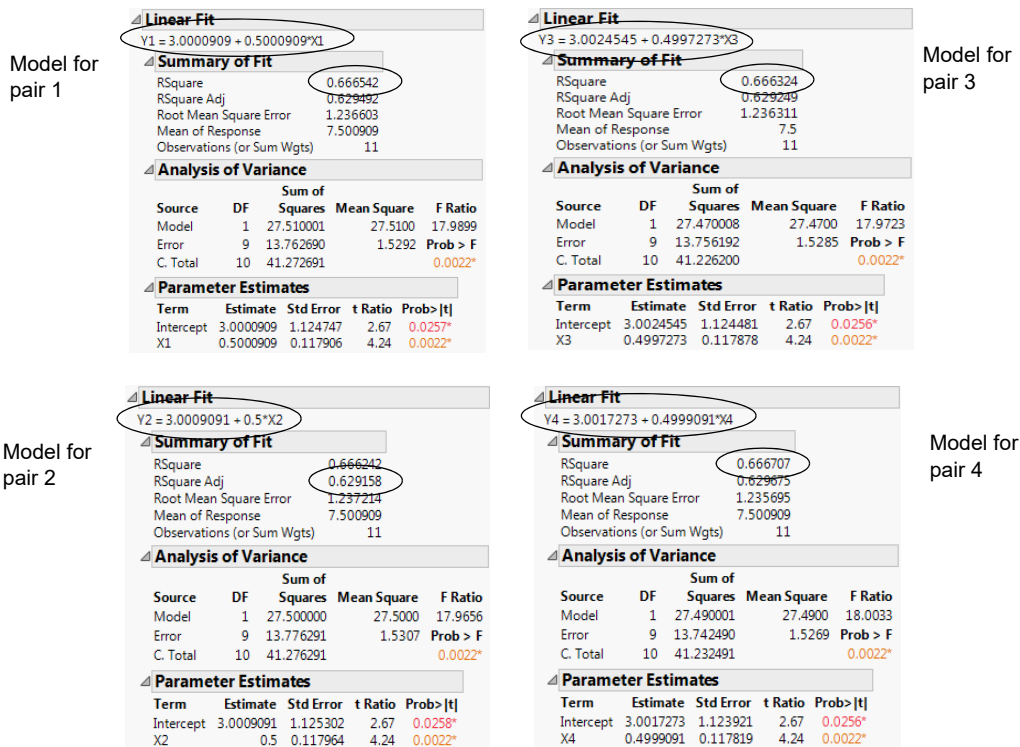 Model for
pair 1
Linear Fit
Y1 = 3.0000909 + 0.5000909*X1
Summary of Fit
RSquare 0.666542
RSquare Adj 0.629492
Root Mean Square Error 1.236603
Mean of Response 7.500909
Observations (or Sum Wgts) 11
Analysis of Variance
Sum of
Source DF Squares Mean Square F Ratio
Model 1 27.510001 27.5100 17.9899
Error 9 13.762690 1.5292 Prob > F
C. Total 10 41.272691 0.0022*
Parameter Estimates
Term Estimate Std Error t Ratio Prob>|t|
Intercept 3.0000909 1.124747 2.67 0.0257*
X1 0.5000909 0.117906 4.24 0.0022*
Linear Fit
Y3 = 3.0024545 + 0.4997273*X3
Summary of Fit
RSquare 0.666324
RSquare Adj 0.629249
Root Mean Square Error 1.236311
Mean of Response 7.5
Observations (or Sum Wgts) 11
Analysis of Variance
Sum of
Source DF Squares Mean Square F Ratio
Model 1 27.470008 27.4700 17.9723
Error 9 13.756192 1.5285 Prob > F
C. Total 10 41.226200 0.0022*
Parameter Estimates
Term Estimate Std Error t Ratio Prob>|t|
Intercept 3.0024545 1.124481 2.67 0.0256*
X3 0.4997273 0.117878 4.24 0.0022*
Model for
pair 3
Model for
pair 2
Linear Fit
Y2 = 3.0009091 + 0.5*X2
Summary of Fit
RSquare 0.666242
RSquare Adj 0.629158
Root Mean Square Error 1.237214
Mean of Response 7.500909
Observations (or Sum Wgts) 11
Analysis of Variance
Sum of
Source DF Squares Mean Square F Ratio
Model 1 27.500000 27.5000 17.9656
Error 9 13.776291 1.5307 Prob > F
C. Total 10 41.276291 0.0022*
Parameter Estimates
Term Estimate Std Error t Ratio Prob>|t|
Intercept 3.0009091 1.125302 2.67 0.0258*
X2 0.5 0.117964 4.24 0.0022*
Linear Fit
Y4 = 3.0017273 + 0.4999091*X4
Summary of Fit
RSquare 0.666707
RSquare Adj 0.629675
Root Mean Square Error 1.235695
Mean of Response 7.500909
Observations (or Sum Wgts) 11
Analysis of Variance
Sum of
Source DF Squares Mean Square F Ratio
Model 1 27.490001 27.4900 18.0033
Error 9 13.742490 1.5269 Prob > F
C. Total 10 41.232491 0.0022*
Parameter Estimates
Term Estimate Std Error t Ratio Prob>|t|
Intercept 3.0017273 1.123921 2.67 0.0256*
X4 0.4999091 0.117819 4.24 0.0022*
Model for
pair 4